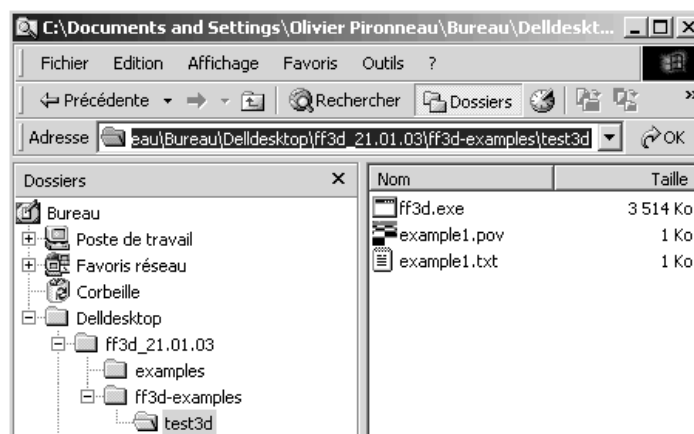 C:\Documents and Settings\Olivier Pironneau\Bureau\Delldeskt...
Fichier Edition Affichage Favoris Outils ?
Précédente Rechercher Dossiers »
Adresse eau\Bureau\Delldesktop\ff3d_21.01.03\ff3d-examples\test3d OK
Dossiers X
Nom Taille
Bureau
Poste de travail
Favoris réseau
Corbeille
Delldesktop
ff3d_21.01.03
examples
ff3d-examples
test3d
ff3d.exe 3 514 Ko
example1.pov 1 Ko
example1.txt 1 Ko